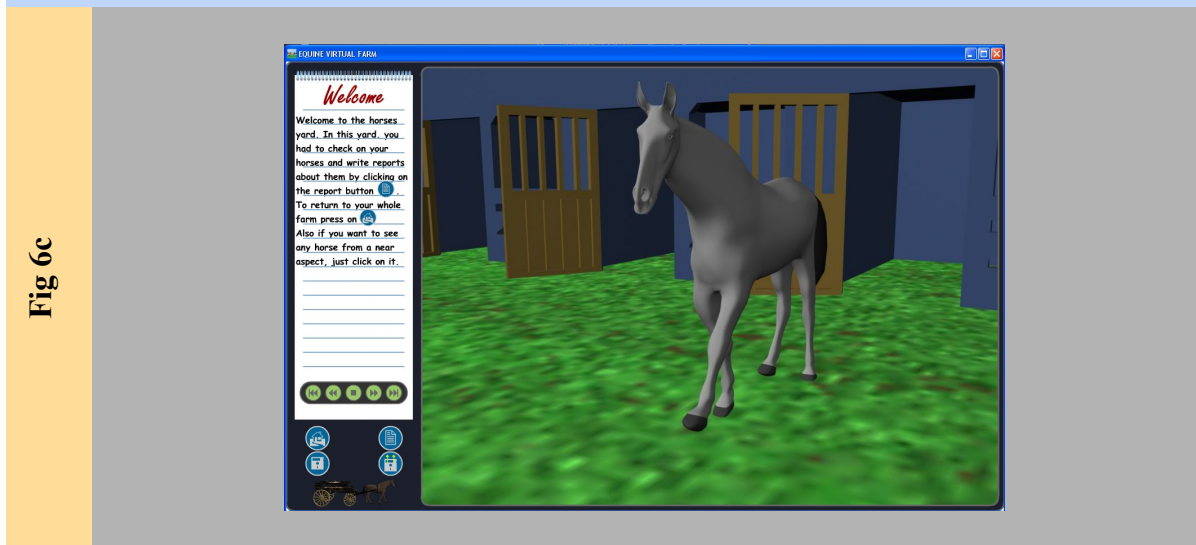 Fig 6c
EQUINE VIRTUAL FARM
Welcome
Welcome to the horses
yard. In this yard, you
had to check on your
horses and write reports
about them by clicking on
the report button .
To return to your whole
farm press on
Also if you want to see
any horse from a near
aspect, just click on it.